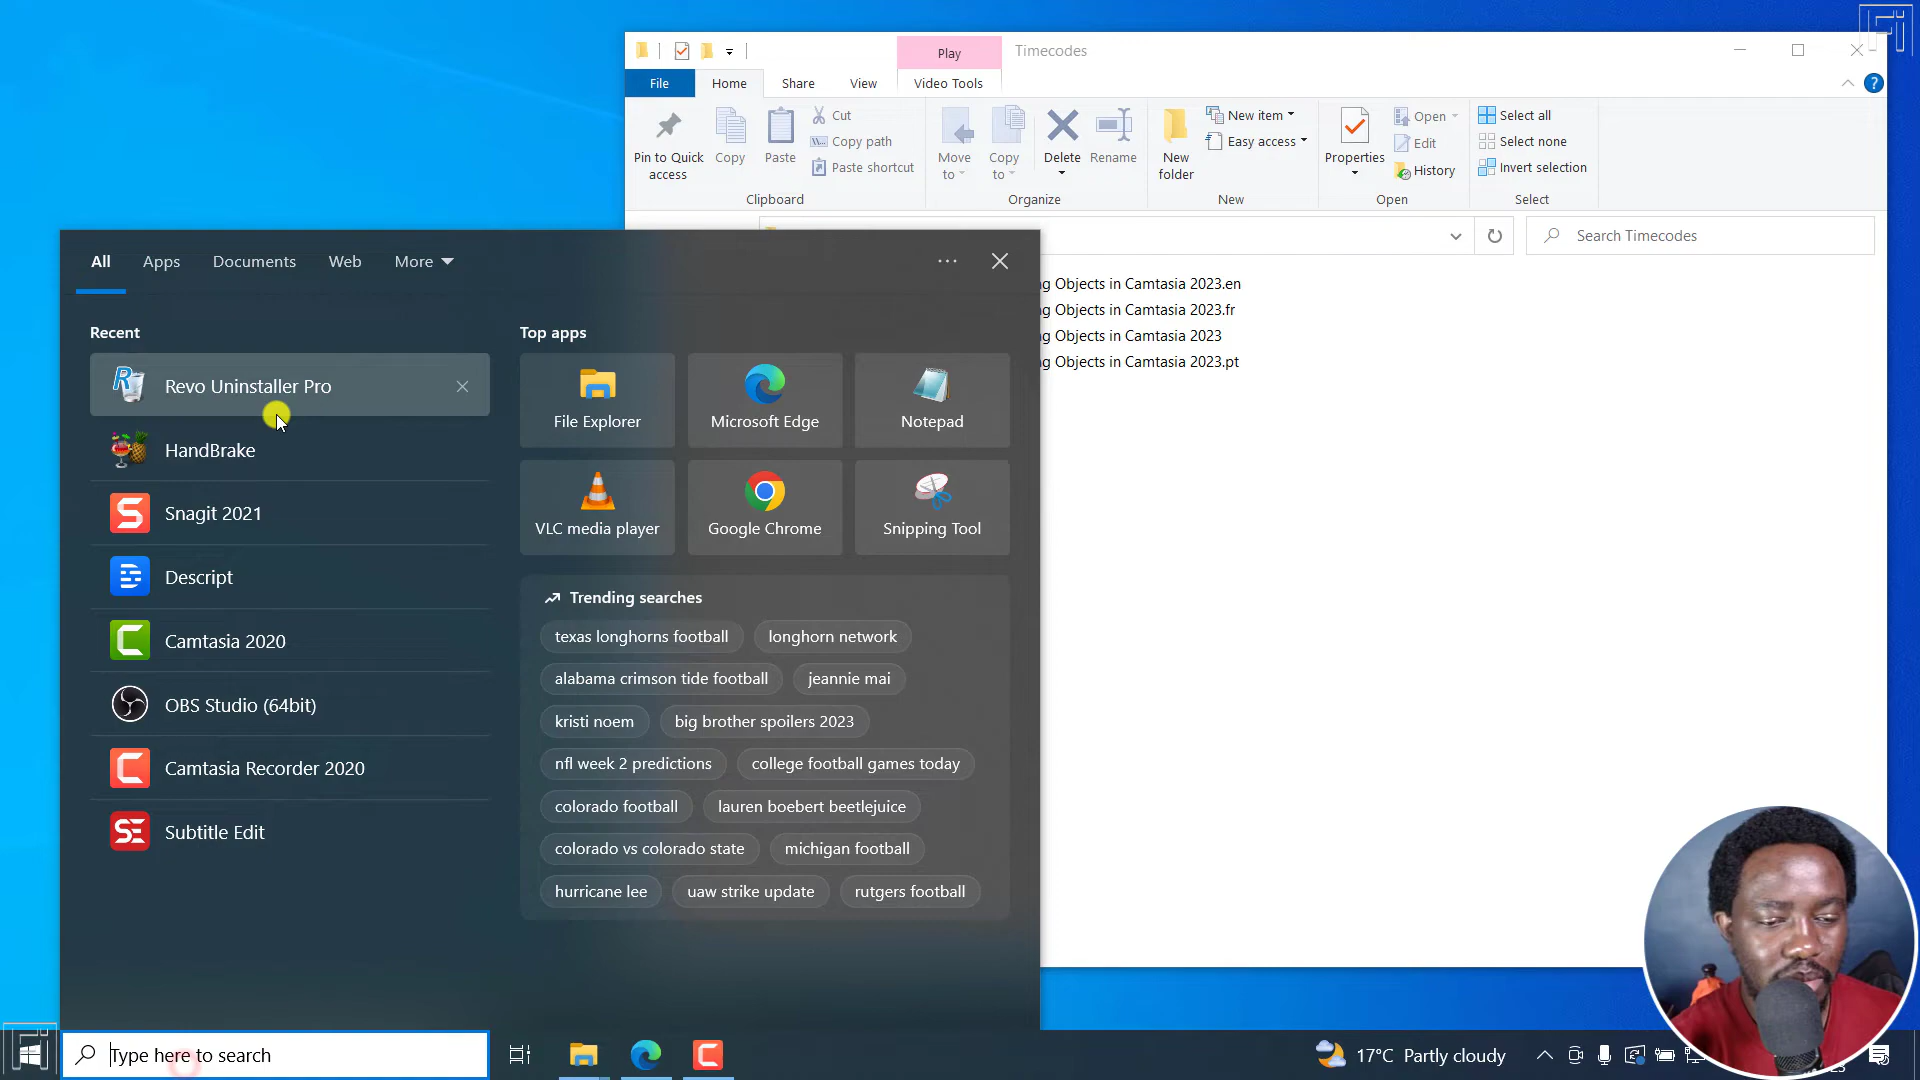 Play
Timecodes
File
Home
Share
View
Video Tools
Pin to Quick access
Copy
Paste
Cut
Copy path
Paste shortcut
Clipboard
Move to
Copy to
Delete
Rename
Organize
New folder
New item
Easy access
New
Properties
Open
Edit
History
Open
Select all
Select none
Invert selection
Select
Search Timecodes
ng Objects in Camtasia 2023.en
ng Objects in Camtasia 2023.fr
ng Objects in Camtasia 2023
ng Objects in Camtasia 2023.pt
All
Apps
Documents
Web
More
Recent
Revo Uninstaller Pro
HandBrake
Snagit 2021
Descript
Camtasia 2020
OBS Studio (64bit)
Camtasia Recorder 2020
Subtitle Edit
Top apps
File Explorer
Microsoft Edge
Notepad
VLC media player
Google Chrome
Snipping Tool
Trending searches
texas longhorns football
longhorn network
alabama crimson tide football
jeannie mai
kristi noem
big brother spoilers 2023
nfl week 2 predictions
college football games today
colorado football
lauren boebert beetlejuice
colorado vs colorado state
michigan football
hurricane lee
uaw strike update
rutgers football
Type here to search
17°C Partly cloudy